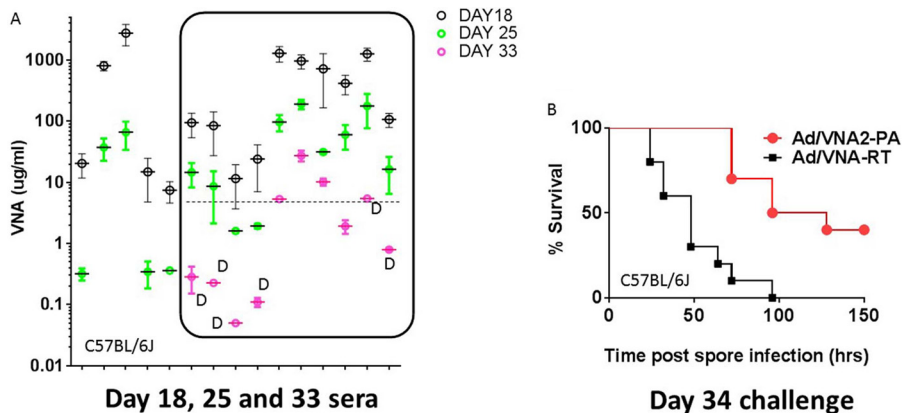 A
DAY18
DAY 25
DAY 33
VNA (ug/ml)
1000
100
10
1
0.1
0.01
D
D
D
D
D
D
C57BL/6J
Day 18, 25 and 33 sera
B
% Survival
100
50
0
Ad/VNA2-PA
Ad/VNA-RT
C57BL/6J
0 50 100 150
Time post spore infection (hrs)
Day 34 challenge